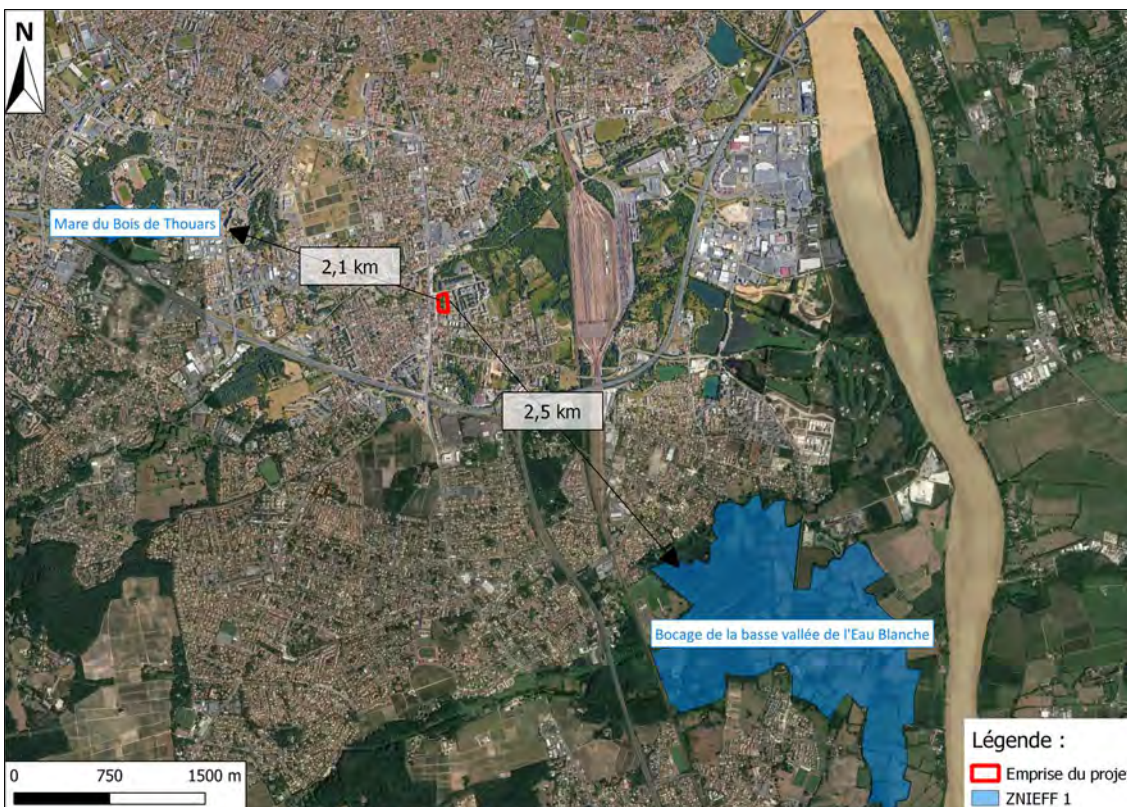 N
Mare du Bois de Thouars
2,1 km
2,5 km
Bocage de la basse vallée de l'Eau Blanche
0 750 1500 m
Légende :
Emprise du proje
ZNIEFF 1